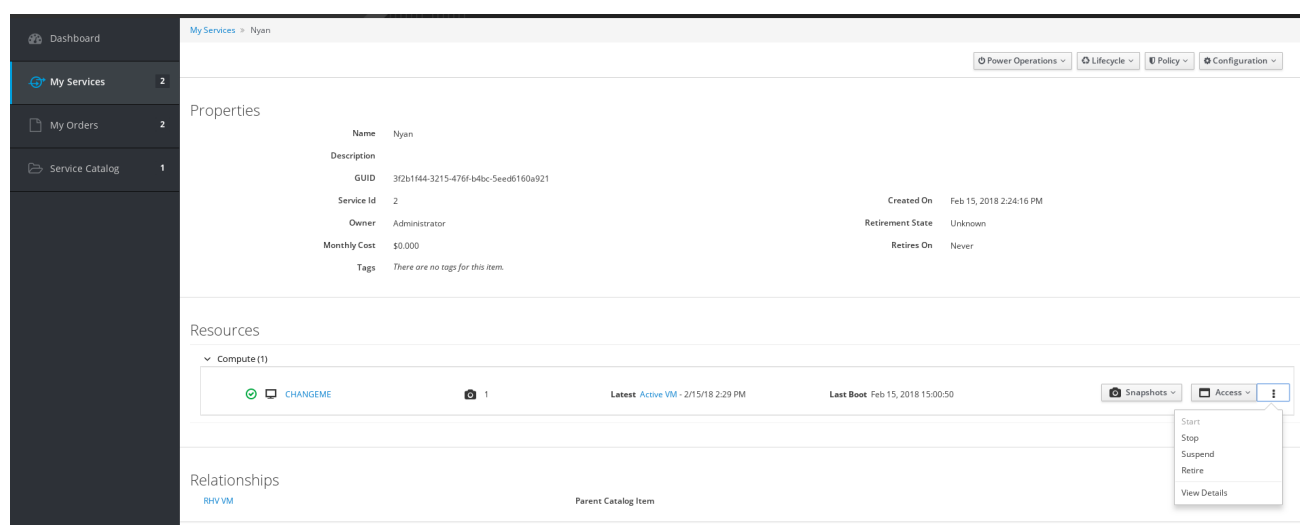 Dashboard
My Services 2
My Orders 2
Service Catalog 1
My Services » Nyan
Power Operations Lifecycle Policy Configuration
Properties
Name Nyan
Description
GUID 3f2b1f44-3215-476f-b4bc-5eed6160a921
Service Id 2 Created On Feb 15, 2018 2:24:16 PM
Owner Administrator Retirement State Unknown
Monthly Cost $0.000 Retires On Never
Tags There are no tags for this item.
Resources
Compute (1)
CHANGEME 1 Latest Active VM - 2/15/18 2:29 PM Last Boot Feb 15, 2018 15:00:50 Snapshots Access
Start
Stop
Suspend
Retire
View Details
Relationships
RHV VM Parent Catalog Item